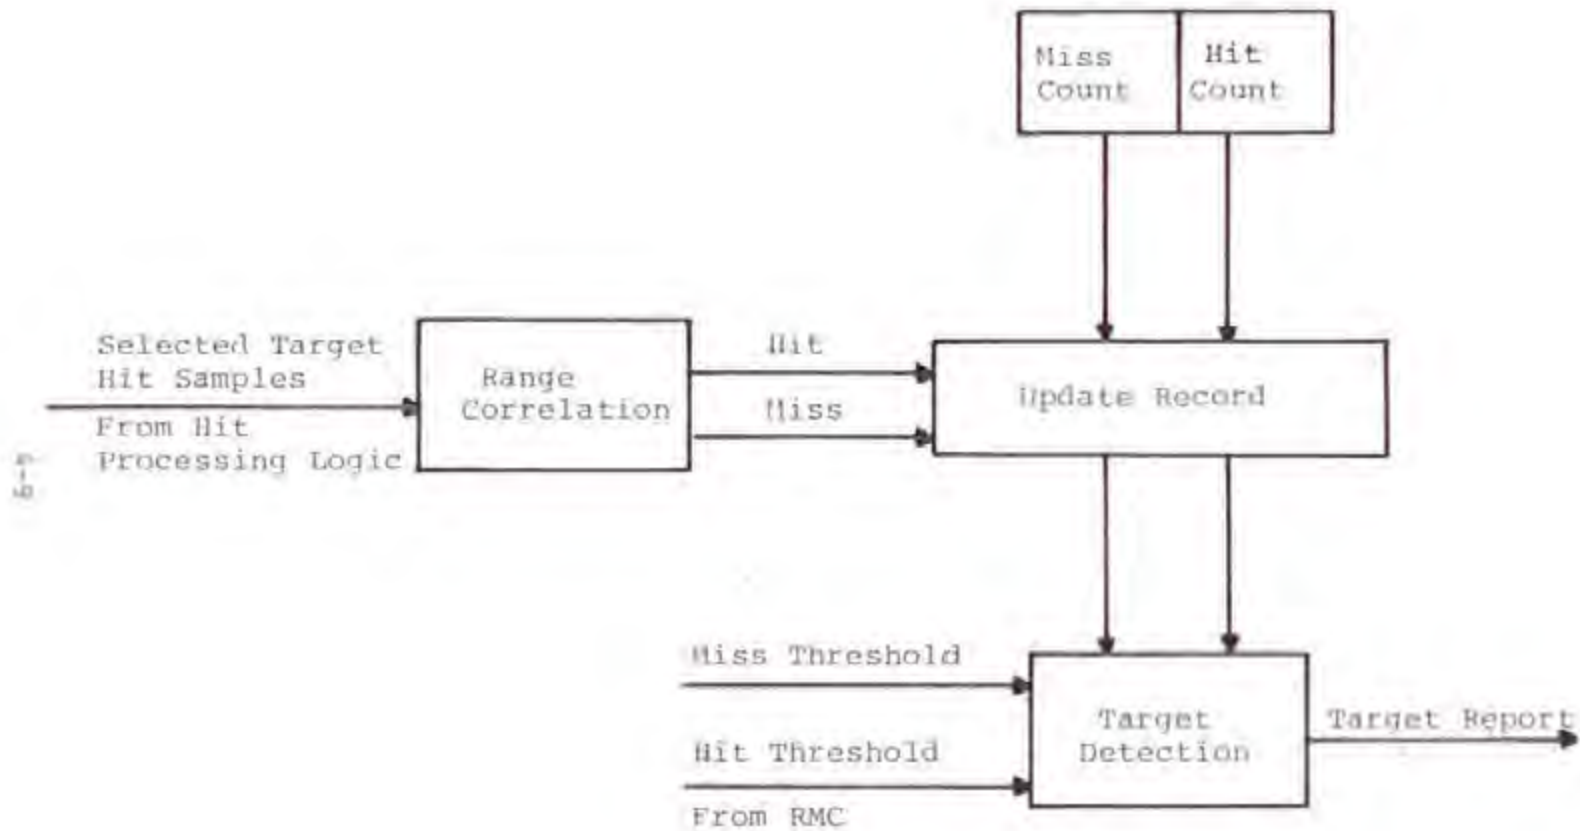 Miss
Count
Hit
Count
Selected Target
Hit Samples
From Hit
Processing Logic
Range
Correlation
Hit
Miss
Update Record
Miss Threshold
Hit Threshold
From RMC
Target
Detection
Target Report